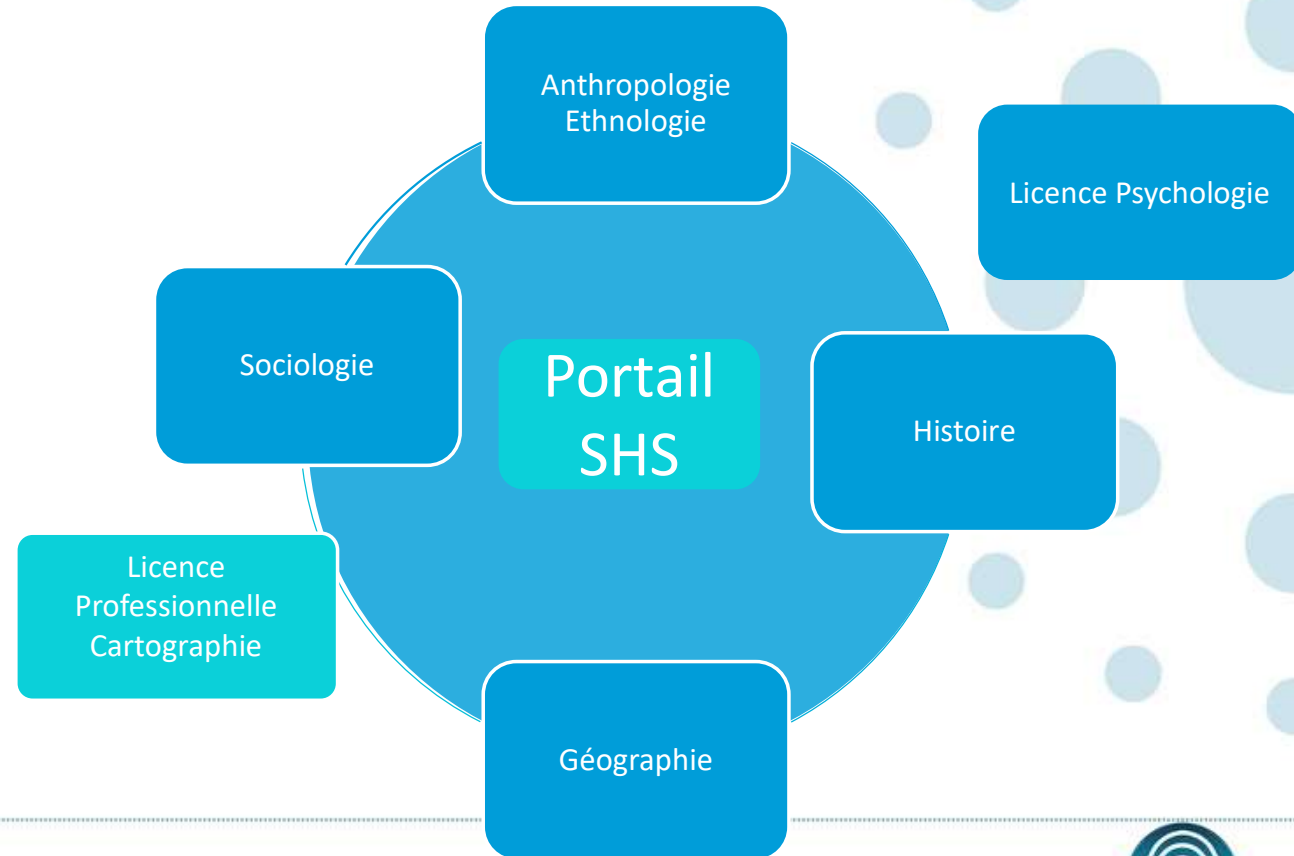 Anthropologie
Ethnologie
Licence Psychologie
Sociologie
Portail
SHS
Histoire
Licence
Professionnelle
Cartographie
Géographie